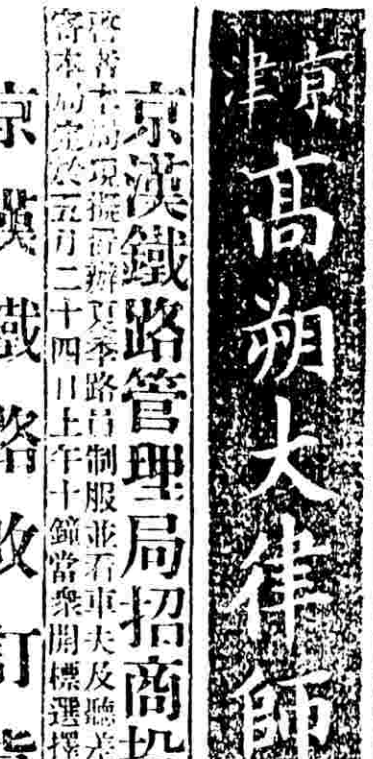 京津
高朔大律師
京漢鐵路管理局招商投
啓者本局現擬置辦夏季路員制服並看車夫及聽差
寄本局定於五月二十四日上午十鐘當衆開標選擇
京漢鐵路改訂